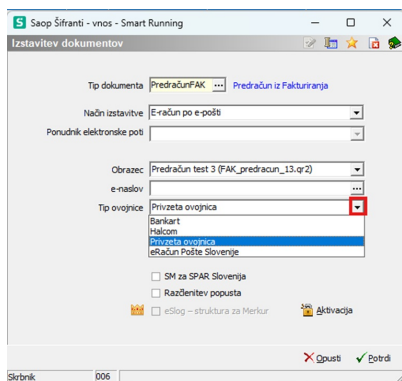 Saop Šifranti - vnos - Smart Running
Izstavitev dokumentov
Tip dokumenta PredračunFAK ... Predračun iz Fakturiranja
Način izstavitve E-račun po e-pošti
Ponudnik elektronske poti
Obrazec Predračun test 3 (FAK_predracun_13.qr2)
e-naslov ...
Tip ovojnice Privzeta ovojnica
Bankart
Halcom
Privzeta ovojnica
eRačun Pošte Slovenije
SM za SPAR Slovenija
Razčlenitev popusta
eSlog – struktura za Merkur Aktivacija
Opusti Potrdi
Skrbnik 006